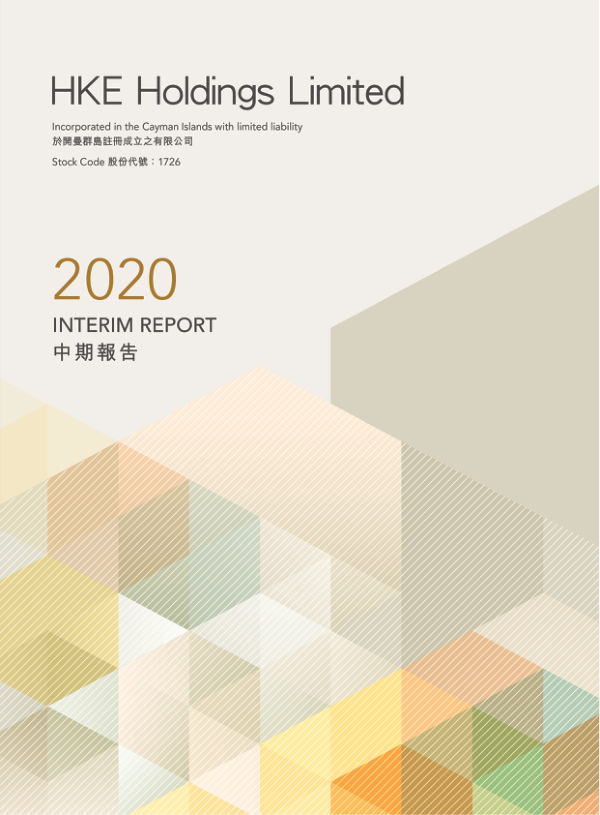 HKE Holdings Limited
Incorporated in the Cayman Islands with limited liability
於開曼群島註冊成立之有限公司
Stock Code 股份代號：1726
2020
INTERIM REPORT
中期報告